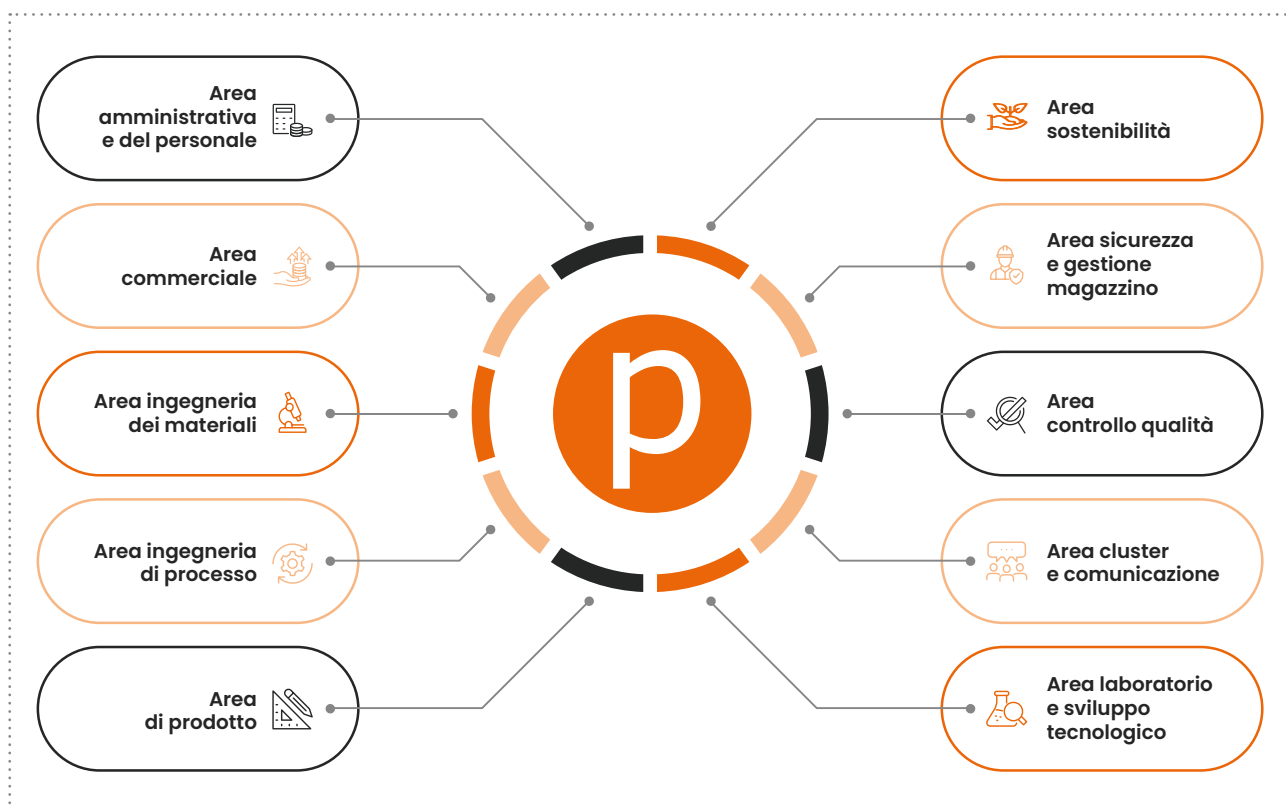 Area
amministrativa
e del personale
Area
commerciale
Area ingegneria
dei materiali
Area ingegneria
di processo
Area
di prodotto
p
Area
sostenibilità
Area sicurezza
e gestione
magazzino
Area
controllo qualità
Area cluster
e comunicazione
Area laboratorio
e sviluppo
tecnologico